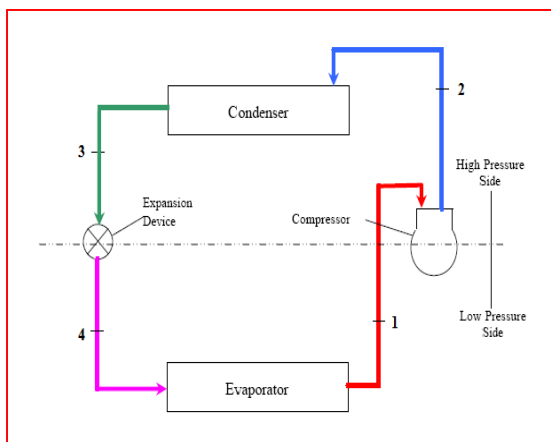 2
Condenser
3
High Pressure
Side
Expansion
Device
Compressor
4
1
Low Pressure
Side
Evaporator